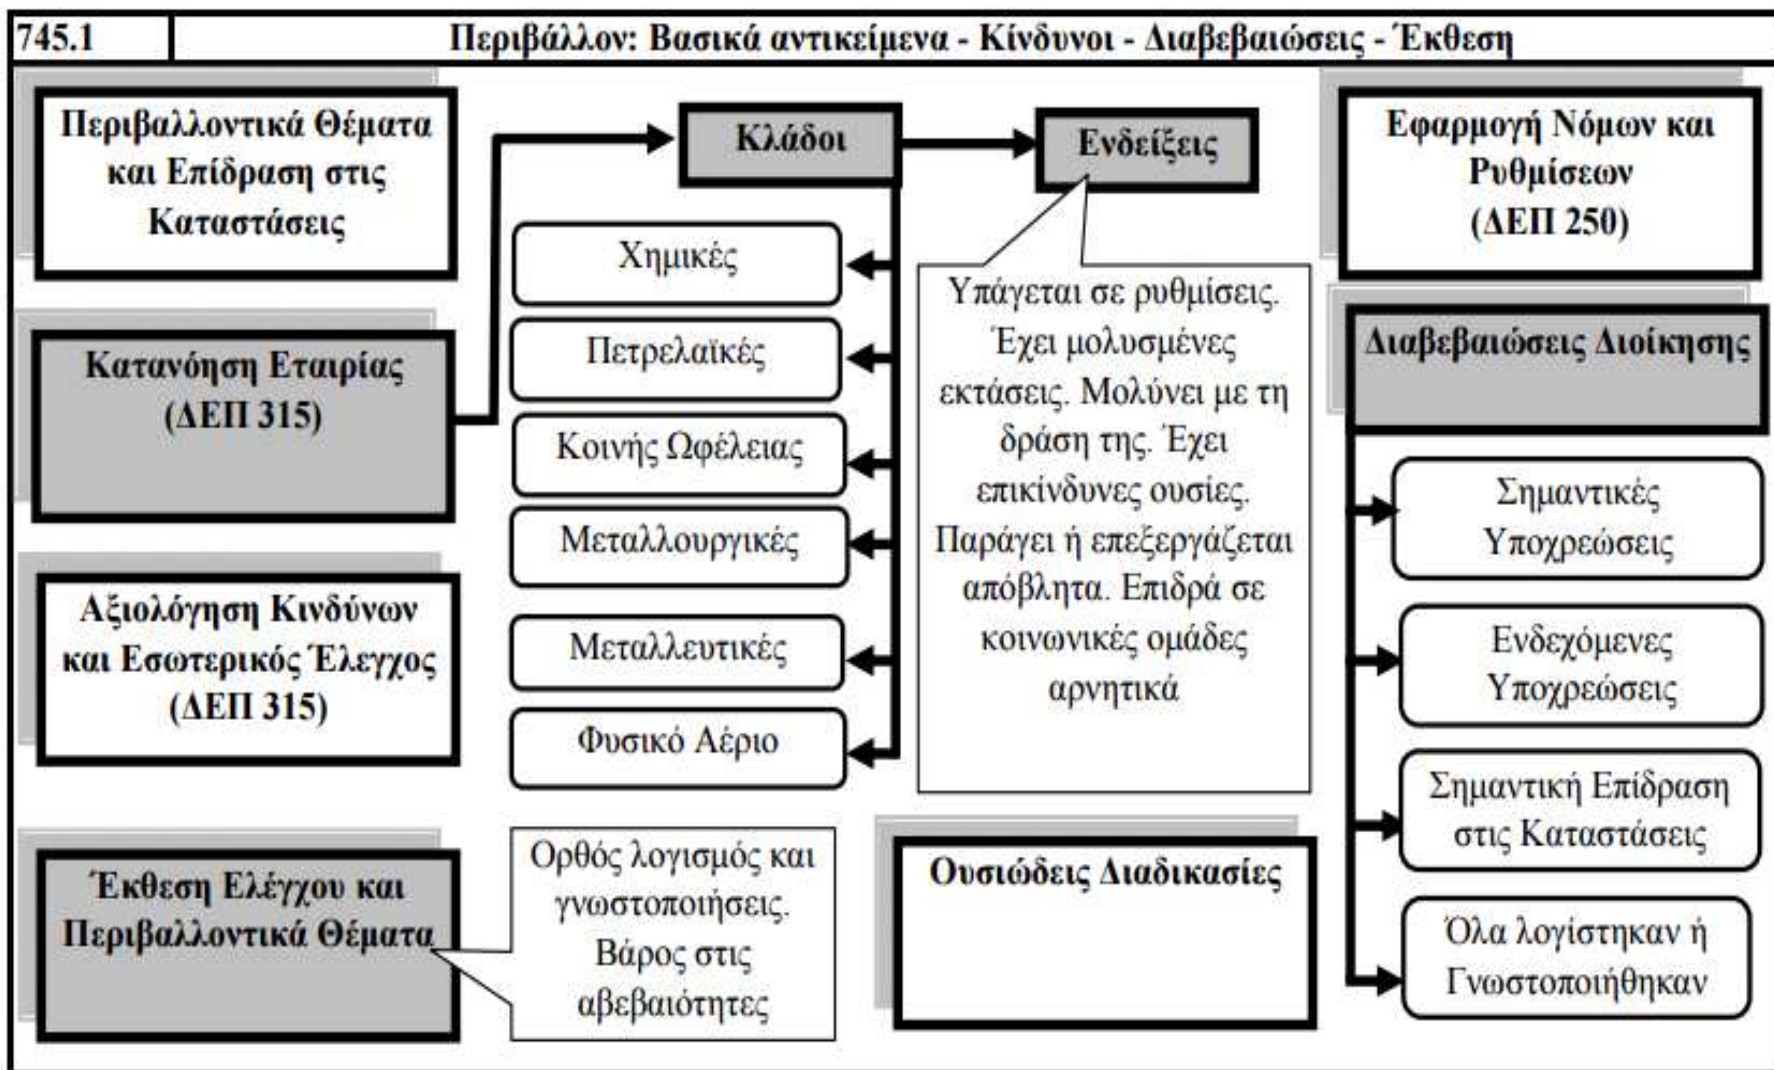 745.1
Περιβάλλον: Βασικά αντικείμενα - Κίνδυνοι - Διαβεβαιώσεις - Έκθεση
Περιβαλλοντικά Θέματα
και Επίδραση στις
Καταστάσεις
Κατανόηση Εταιρίας
(ΔΕΠ 315)
Αξιολόγηση Κινδύνων
και Εσωτερικός Έλεγχος
(ΔΕΠ 315)
Έκθεση Ελέγχου και
Περιβαλλοντικά Θέματα
Κλάδοι
Χημικές
Πετρελαϊκές
Κοινής Ωφέλειας
Μεταλλουργικές
Μεταλλευτικές
Φυσικό Αέριο
Ορθός λογισμός και
γνωστοποιήσεις.
Βάρος στις
αβεβαιότητες
Ενδείξεις
Υπάγεται σε ρυθμίσεις.
Έχει μολυσμένες
εκτάσεις. Μολύνει με τη
δράση της. Έχει
επικίνδυνες ουσίες.
Παράγει ή επεξεργάζεται
απόβλητα. Επιδρά σε
κοινωνικές ομάδες
αρνητικά
Ουσιώδεις Διαδικασίες
Εφαρμογή Νόμων και
Ρυθμίσεων
(ΔΕΠ 250)
Διαβεβαιώσεις Διοίκησης
Σημαντικές
Υποχρεώσεις
Ενδεχόμενες
Υποχρεώσεις
Σημαντική Επίδραση
στις Καταστάσεις
Όλα λογίστηκαν ή
Γνωστοποιήθηκαν